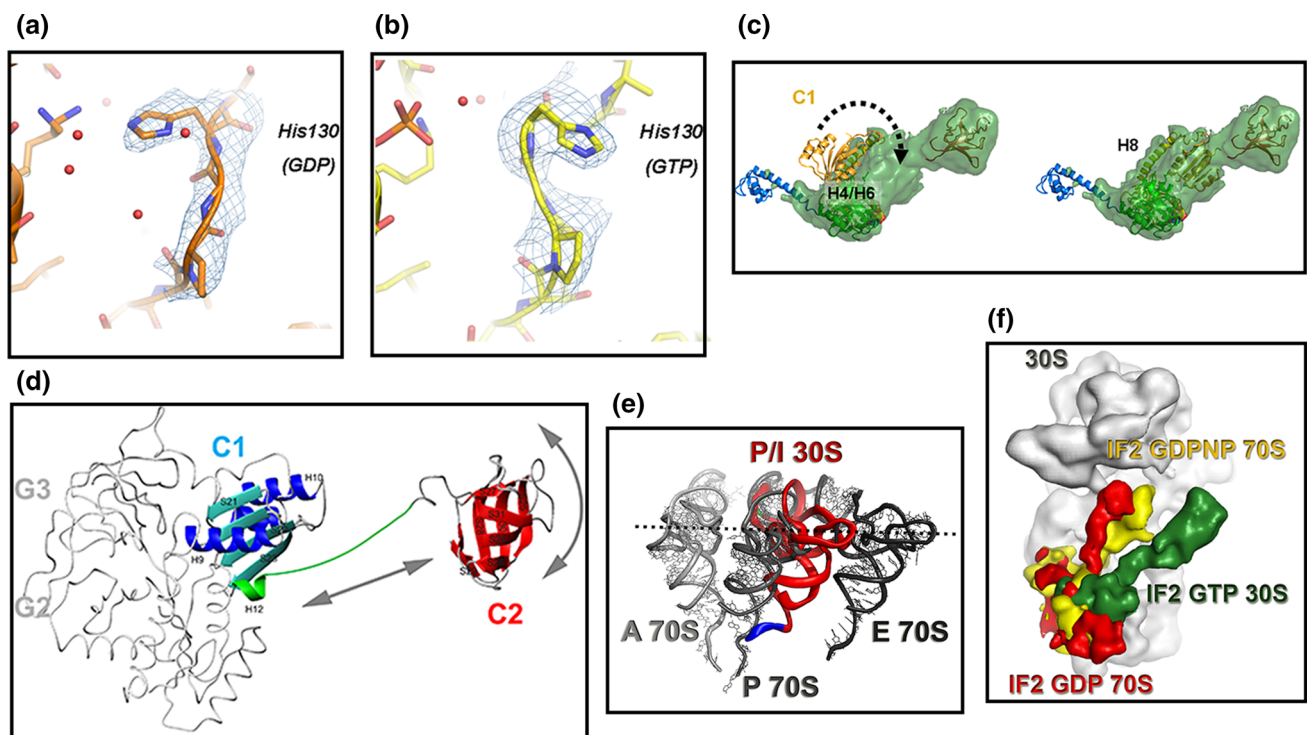 (a)
His130
(GDP)
(b)
His130
(GTP)
(c)
C1
H4/H6
H8
(d)
G3
G2
C1
S21
H10
H9
H12
C2
(e)
P/I 30S
A 70S
P 70S
E 70S
(f)
30S
IF2 GDPNP 70S
IF2 GTP 30S
IF2 GDP 70S